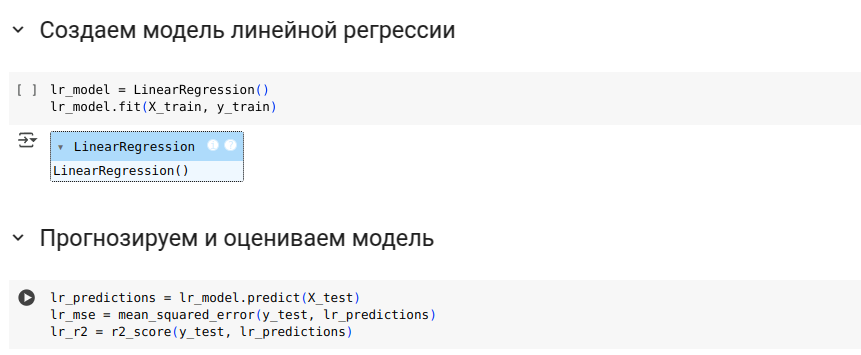 Создаем модель линейной регрессии
[ ] lr_model = LinearRegression()
lr_model.fit(X_train, y_train)
LinearRegression
LinearRegression()
Прогнозируем и оцениваем модель
lr_predictions = lr_model.predict(X_test)
lr_mse = mean_squared_error(y_test, lr_predictions)
lr_r2 = r2_score(y_test, lr_predictions)